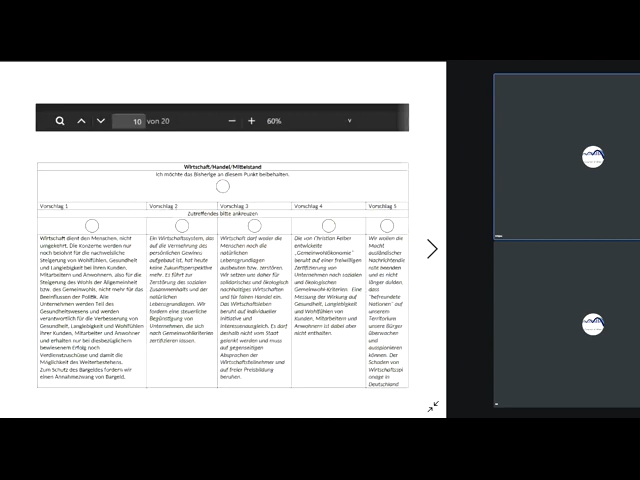 10 von 20
60%
Wirtschaft/Handel/Mittelstand
Ich möchte das Bisherige an diesem Punkt beibehalten.
Vorschlag 1
Vorschlag 2
Vorschlag 3
Vorschlag 4
Vorschlag 5
Zutreffendes bitte ankreuzen
Wirtschaft dient den Menschen, nicht
umgekehrt. Die Konzerne werden nur
noch belohnt für die nachweisliche
Steigerung von Wohlfühlen, Gesundheit
und Langlebigkeit bei ihren Kunden,
Mitarbeitern und Anwohnern, also für die
Steigerung des Wohls der Allgemeinheit
bzw. des Gemeinwohls, nicht mehr für das
Beeinflussen der Politik. Alle
Unternehmen werden Teil des
Gesundheitswesens und werden
verantwortlich für die Verbesserung von
Gesundheit, Langlebigkeit und Wohlfühlen
ihrer Kunden, Mitarbeiter und Anwohner
und erhalten nur bei diesbezüglichem
bewiesenem Erfolg noch
Verdienstzuschüsse und damit die
Möglichkeit des Weiterbestehens.
Zum Schutz des Bargeldes fordern wir
einen Annahmezwang von Bargeld.
Ein Wirtschaftssystem, das
auf die Vermehrung des
persönlichen Gewinns
aufgebaut ist, hat heute
keine Zukunftsperspektive
mehr. Es führt zur
Zerstörung des sozialen
Zusammenhalts und der
natürlichen
Lebensgrundlagen. Wir
fordern eine steuerliche
Begünstigung von
Unternehmen, die sich
nach Gemeinwohlkriterien
zertifizieren lassen.
Wirtschaft darf weder die
Menschen noch die
natürlichen
Lebensgrundlagen
ausbeuten bzw. zerstören.
Wir setzen uns daher für
solidarisches und ökologisch
nachhaltiges Wirtschaften
und für fairen Handel ein.
Das Wirtschaftsleben
beruht auf individueller
Initiative und
Interessenausgleich. Es darf
deshalb nicht vom Staat
gelenkt werden und muss
auf gegenseitigen
Absprachen der
Wirtschaftsteilnehmer und
auf freier Preisbildung
beruhen.
Die von Christian Felber
entwickelte
„Gemeinwohlökonomie“
beruht auf einer freiwilligen
Zertifizierung von
Unternehmen nach sozialen
und ökologischen
Gemeinwohl Kriterien. Eine
Messung der Wirkung auf
Gesundheit, Langlebigkeit
und Wohlfühlen von
Kunden, Mitarbeitern und
Anwohnern ist dabei aber
nicht enthalten.
Wir wollen die
Macht
ausländischer
Nachrichtendie
nste beenden
und es nicht
länger dulden,
dass
"befreundete
Nationen" auf
unserem
Territorium
unsere Bürger
überwachen
und
ausspionieren
können. Der
Schaden von
Wirtschaftsspi
onage in
Deutschland